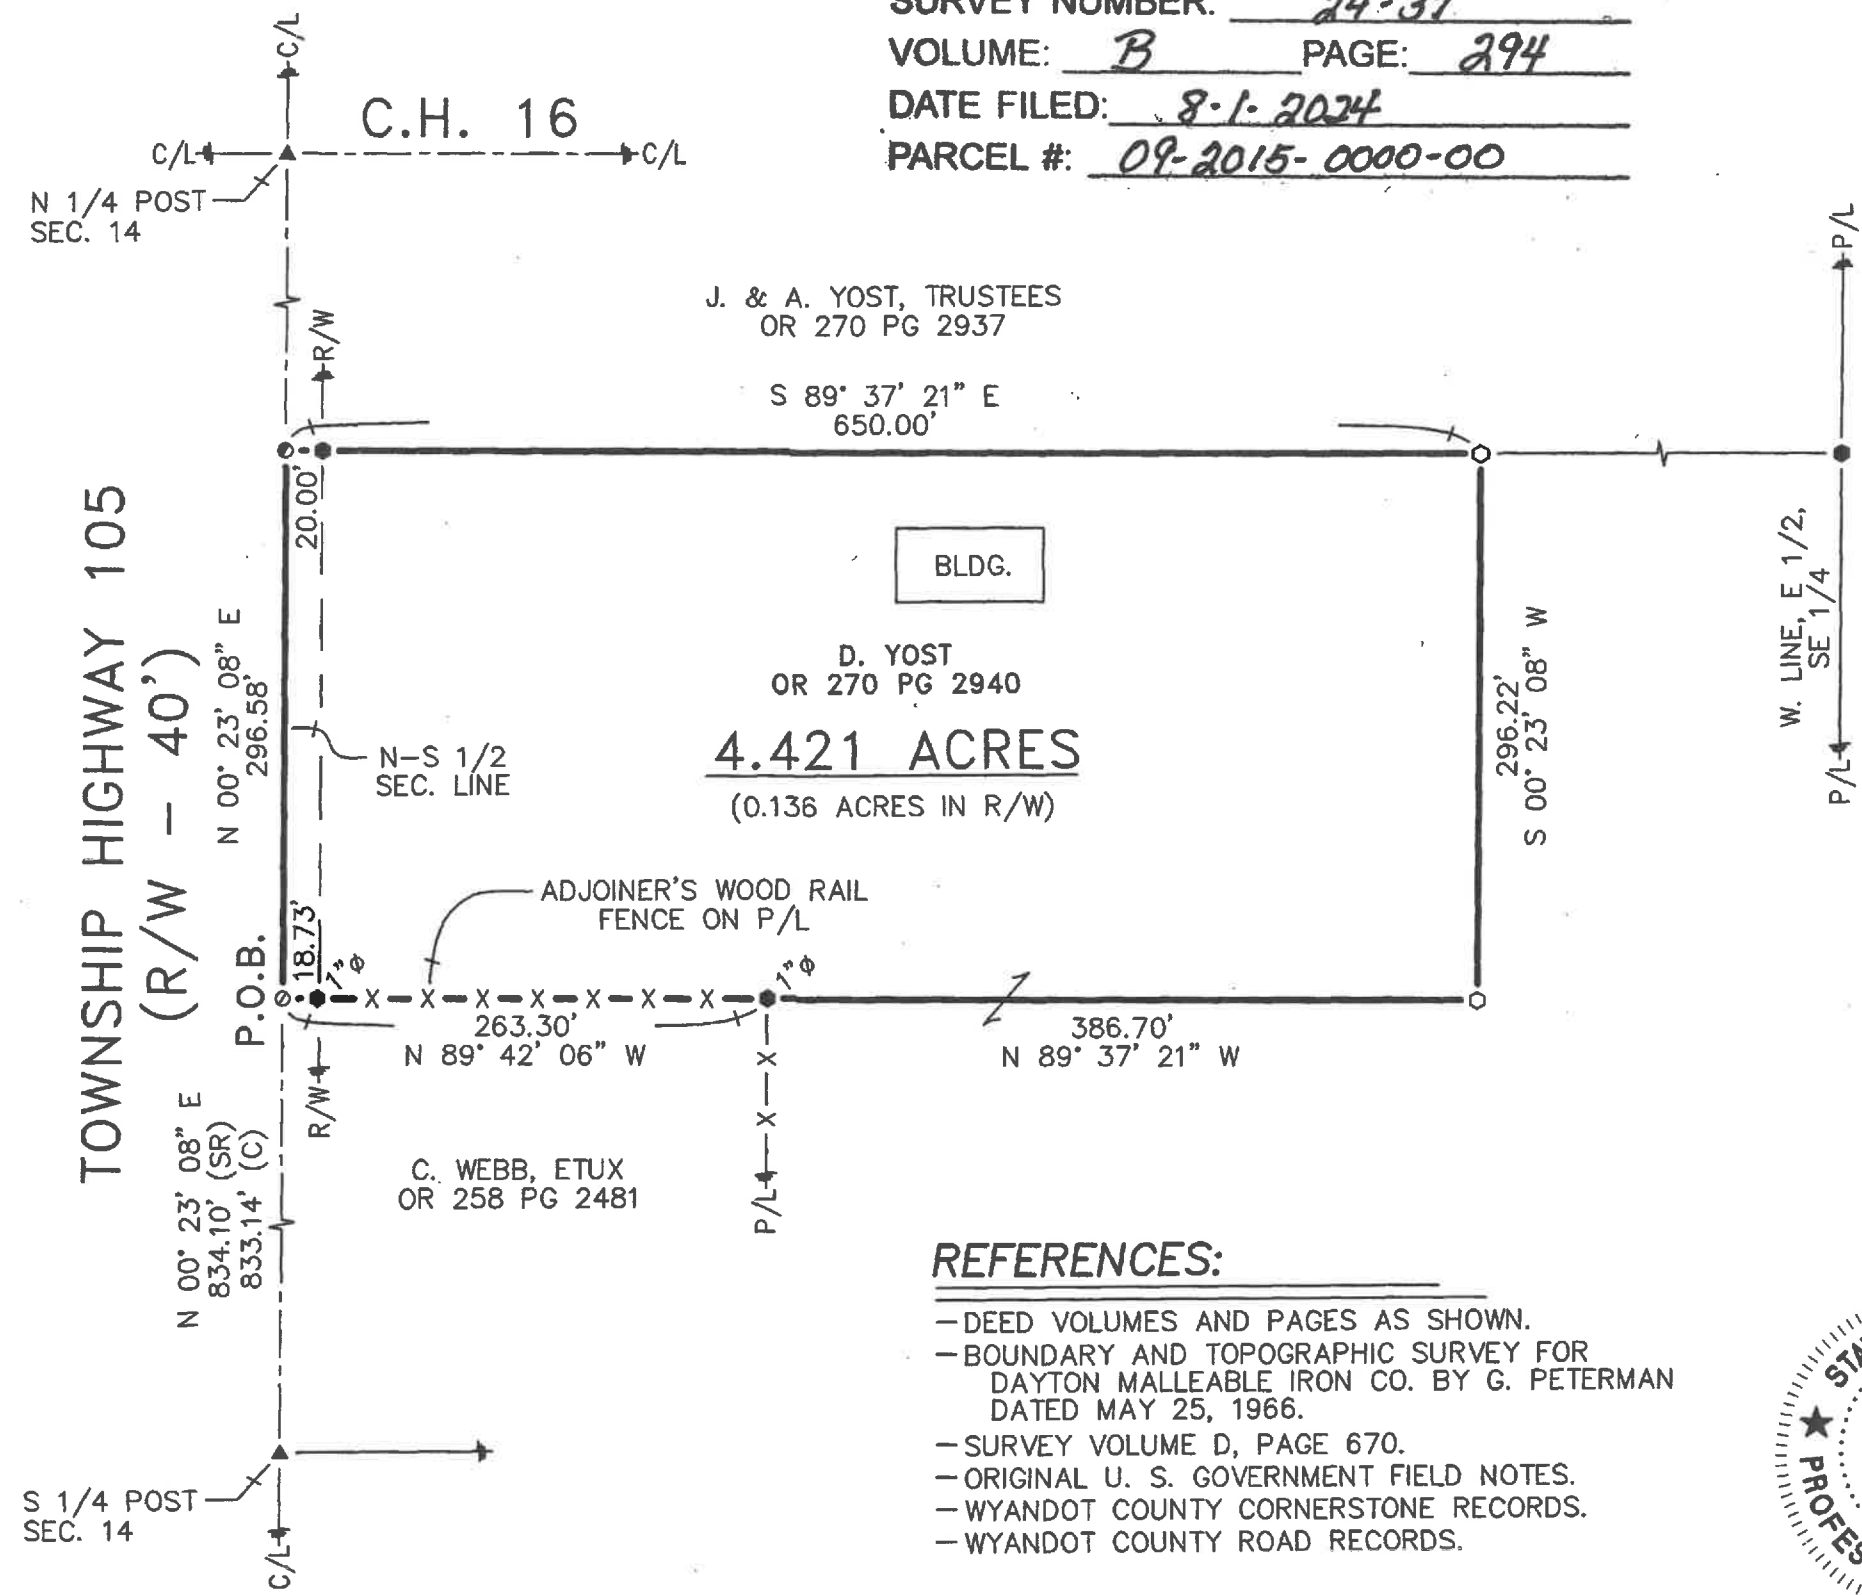 SURVEY NUMBER: 24-37
VOLUME: B PAGE: 294
DATE FILED: 8-1-2024
PARCEL #: 09-2015-0000-00
C/L
C.H. 16
C/L
C/L
N 1/4 POST
SEC. 14
P/L
J. & A. YOST, TRUSTEES
OR 270 PG 2937
R/W
S 89° 37' 21" E
650.00'
20.00'
TOWNSHIP HIGHWAY 105
(R/W - 40')
N 00° 23' 08" E
296.58'
N-S 1/2
SEC. LINE
BLDG.
D. YOST
OR 270 PG 2940
4.421 ACRES
(0.136 ACRES IN R/W)
296.22'
S 00° 23' 08" W
W. LINE, E 1/2,
SE 1/4
P/L
ADJOINER'S WOOD RAIL
FENCE ON P/L
P.O.B.
18.73'
1"Ø
X X X X X X X
1"Ø
263.30'
N 89° 42' 06" W
386.70'
N 89° 37' 21" W
X
X
R/W
P/L
N 00° 23' 08" E
834.10' (SR)
833.14' (C)
C. WEBB, ETUX
OR 258 PG 2481
S 1/4 POST
SEC. 14
C/L
REFERENCES:
- DEED VOLUMES AND PAGES AS SHOWN.
- BOUNDARY AND TOPOGRAPHIC SURVEY FOR
DAYTON MALLEABLE IRON CO. BY G. PETERMAN
DATED MAY 25, 1966.
- SURVEY VOLUME D, PAGE 670.
- ORIGINAL U. S. GOVERNMENT FIELD NOTES.
- WYANDOT COUNTY CORNERSTONE RECORDS.
- WYANDOT COUNTY ROAD RECORDS.
STA
PROFES